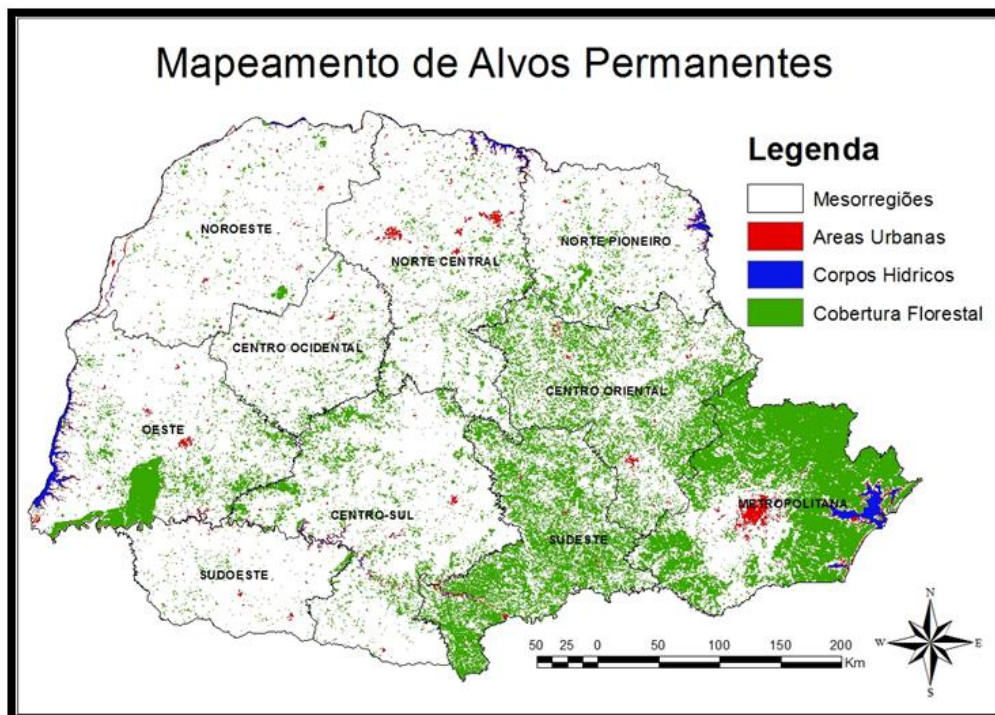 Mapeamento de Alvos Permanentes
Legenda
Mesorregiões
Areas Urbanas
Corpos Hidricos
Cobertura Florestal
NOROESTE
NORTE CENTRAL
NORTE PIONEIRO
CENTRO OCIDENTAL
CENTRO ORIENTAL
OESTE
METROPOLITANA
CENTRO-SUL
SUDESTE
SUDOESTE
N
W E
S
50 25 0 50 100 150 200
Km